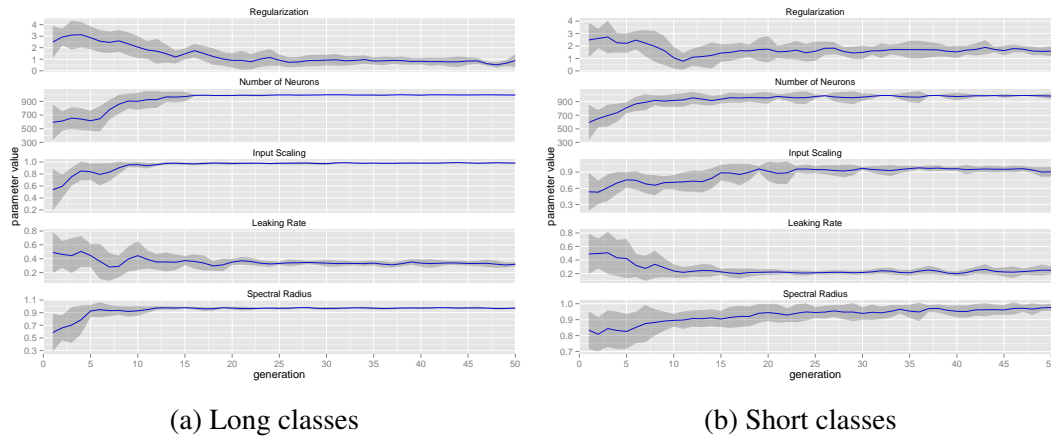 Regularization
4
3
2
1
0
Number of Neurons
900
700
500
300
Input Scaling
1.0
0.8
0.6
0.4
0.2
Leaking Rate
0.8
0.6
0.4
0.2
Spectral Radius
1.1
0.9
0.7
0.5
0.3
0 5 10 15 20 25 30 35 40 45 50
generation
parameter value
(a) Long classes
Regularization
4
3
2
1
0
Number of Neurons
900
700
500
300
Input Scaling
0.9
0.6
0.3
Leaking Rate
0.8
0.6
0.4
0.2
Spectral Radius
1.0
0.9
0.8
0.7
0 5 10 15 20 25 30 35 40 45 50
generation
parameter value
(b) Short classes